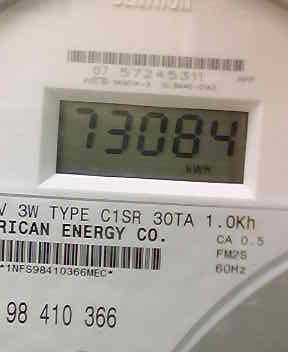 07 57245311
73084
kWh
V 3W TYPE C1SR 30TA 1.0Kh
RICAN ENERGY CO.
CA 0.5
FM2S
60Hz
*1NFS98410366MEC*
98 410 366